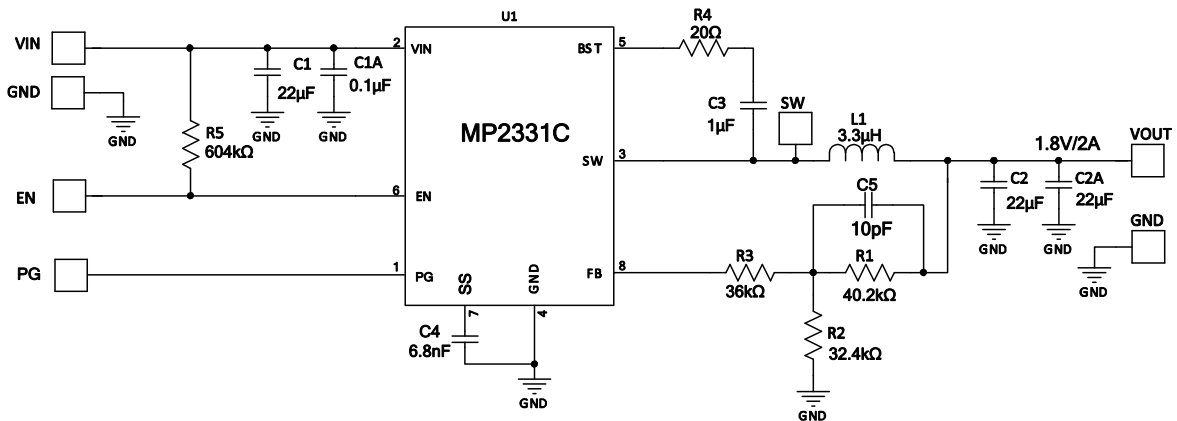 U1
MP2331C
VIN
GND
GND
C1
22µF
GND
C1A
0.1µF
GND
R5
604kΩ
EN
PG
2
VIN
6
EN
1
PG
SS
7
GND
4
BST
5
SW
3
FB
8
C4
6.8nF
GND
R4
20Ω
C3
1µF
SW
L1
3.3µH
C5
10pF
R3
36kΩ
R1
40.2kΩ
R2
32.4kΩ
GND
1.8V/2A
VOUT
C2
22µF
GND
C2A
22µF
GND
GND
GND